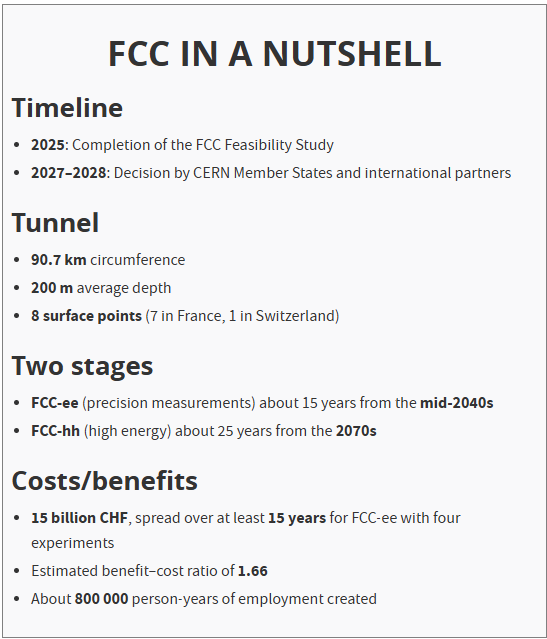 FCC IN A NUTSHELL
Timeline
• 2025: Completion of the FCC Feasibility Study
• 2027–2028: Decision by CERN Member States and international partners
Tunnel
• 90.7 km circumference
• 200 m average depth
• 8 surface points (7 in France, 1 in Switzerland)
Two stages
• FCC-ee (precision measurements) about 15 years from the mid-2040s
• FCC-hh (high energy) about 25 years from the 2070s
Costs/benefits
• 15 billion CHF, spread over at least 15 years for FCC-ee with four
experiments
• Estimated benefit–cost ratio of 1.66
• About 800 000 person-years of employment created